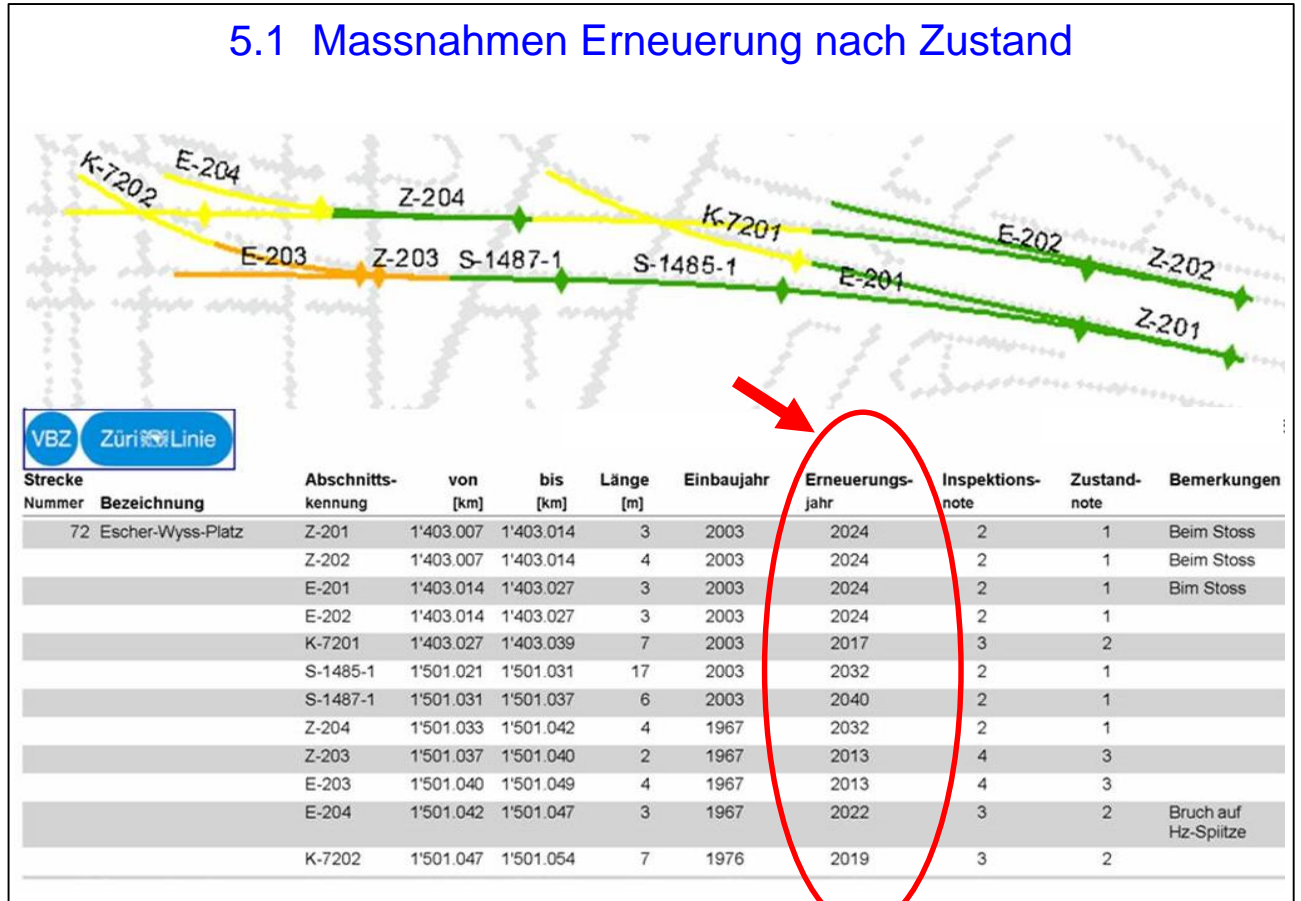 5.1 Massnahmen Erneuerung nach Zustand
K-7202
E-204
Z-204
K-7201
E-202
Z-202
E-203
Z-203
S-1487-1
S-1485-1
E-201
Z-201
VBZ Züri Linie
Strecke Abschnitts- von bis Länge Einbaujahr Erneuerungs- Inspektions- Zustand- Bemerkungen
Nummer Bezeichnung kennung [km] [km] [m] jahr note note
72 Escher-Wyss-Platz Z-201 1'403.007 1'403.014 3 2003 2024 2 1 Beim Stoss
Z-202 1'403.007 1'403.014 4 2003 2024 2 1 Beim Stoss
E-201 1'403.014 1'403.027 3 2003 2024 2 1 Bim Stoss
E-202 1'403.014 1'403.027 3 2003 2024 2 1
K-7201 1'403.027 1'403.039 7 2003 2017 3 2
S-1485-1 1'501.021 1'501.031 17 2003 2032 2 1
S-1487-1 1'501.031 1'501.037 6 2003 2040 2 1
Z-204 1'501.033 1'501.042 4 1967 2032 2 1
Z-203 1'501.037 1'501.040 2 1967 2013 4 3
E-203 1'501.040 1'501.049 4 1967 2013 4 3
E-204 1'501.042 1'501.047 3 1967 2022 3 2 Bruch auf
Hz-Spiitze
K-7202 1'501.047 1'501.054 7 1976 2019 3 2